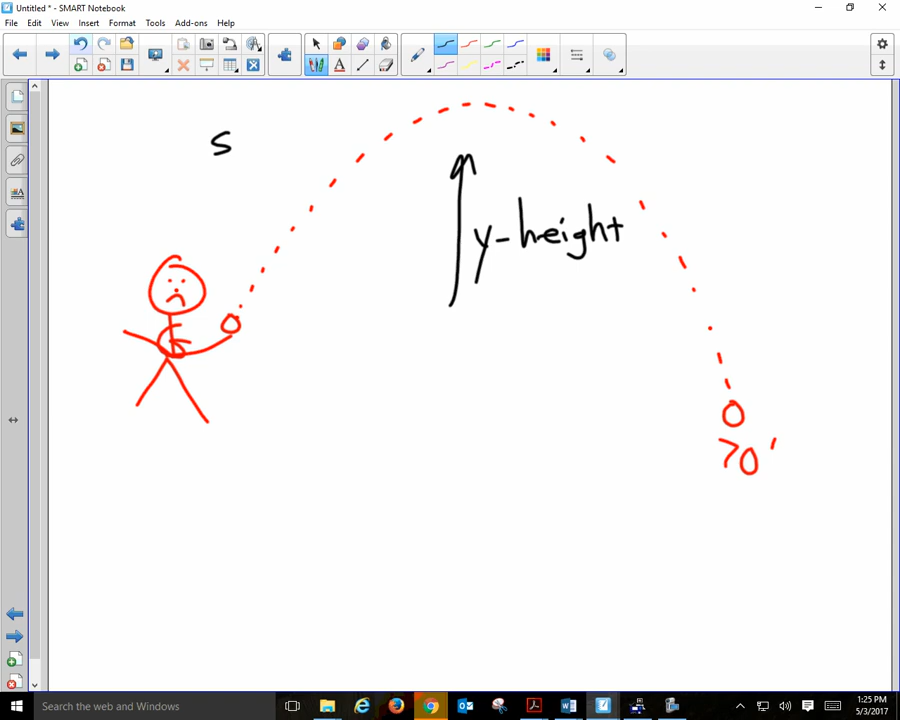 Untitled * - SMART Notebook
File Edit View Insert Format Tools Add-ons Help
s
y-height
70'
Search the web and Windows
1:25 PM
5/3/2017